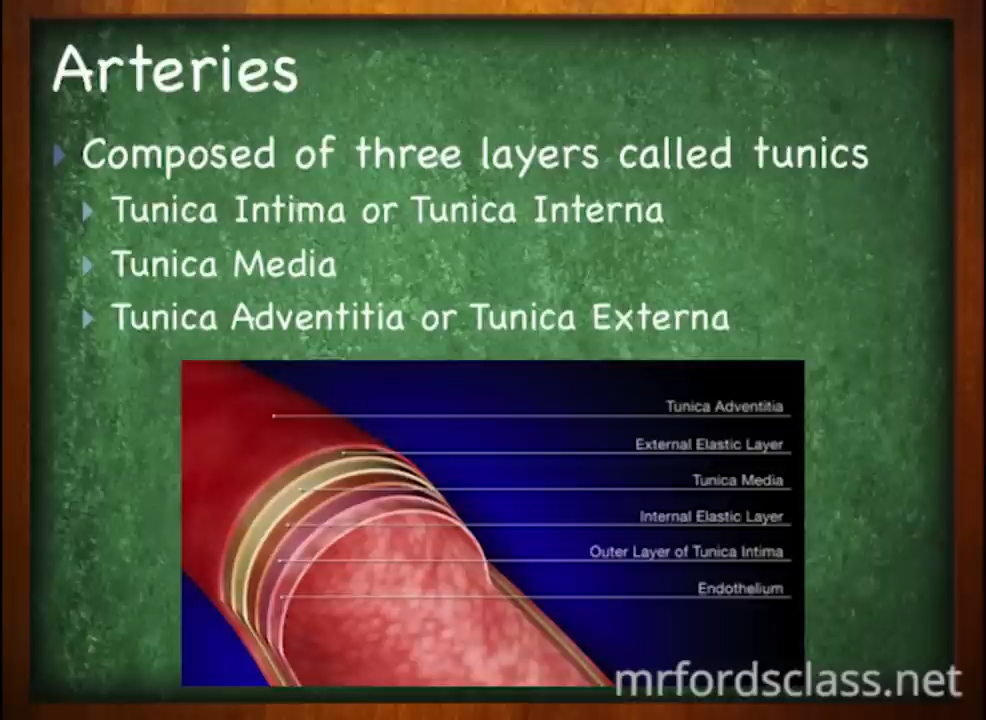 Arteries
Composed of three layers called tunics
Tunica Intima or Tunica Interna
Tunica Media
Tunica Adventitia or Tunica Externa
Tunica Adventitia
External Elastic Layer
Tunica Media
Internal Elastic Layer
Outer Layer of Tunica Intima
Endothelium
mrfordsclass.net